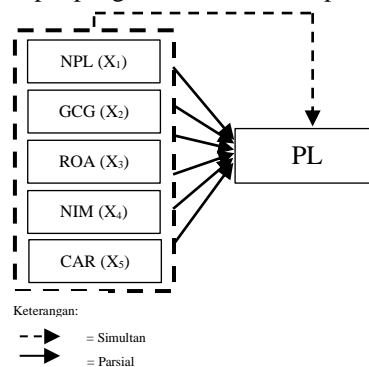 NPL (X₁)
GCG (X₂)
ROA (X₃)
NIM (X₄)
CAR (X₅)
PL
Keterangan:
= Simultan
= Parsial